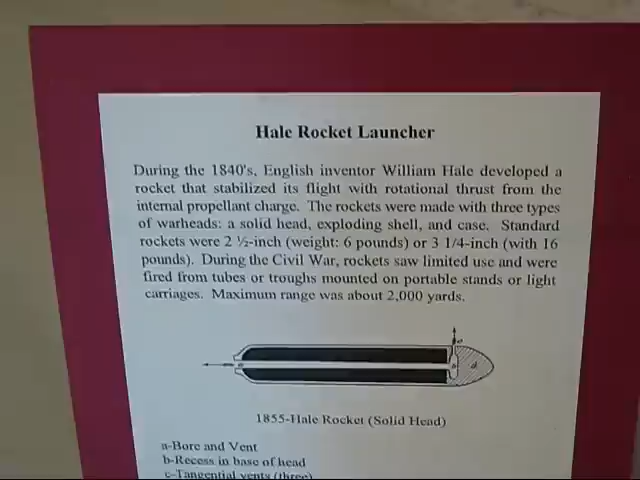 Hale Rocket Launcher
During the 1840's, English inventor William Hale developed a
rocket that stabilized its flight with rotational thrust from the
internal propellant charge. The rockets were made with three types
of warheads: a solid head, exploding shell, and case. Standard
rockets were 2 ½-inch (weight: 6 pounds) or 3 1/4-inch (with 16
pounds). During the Civil War, rockets saw limited use and were
fired from tubes or troughs mounted on portable stands or light
carriages. Maximum range was about 2,000 yards.
1855-Hale Rocket (Solid Head)
a-Bore and Vent
b-Recess in base of head
c-Tangential vents (three)